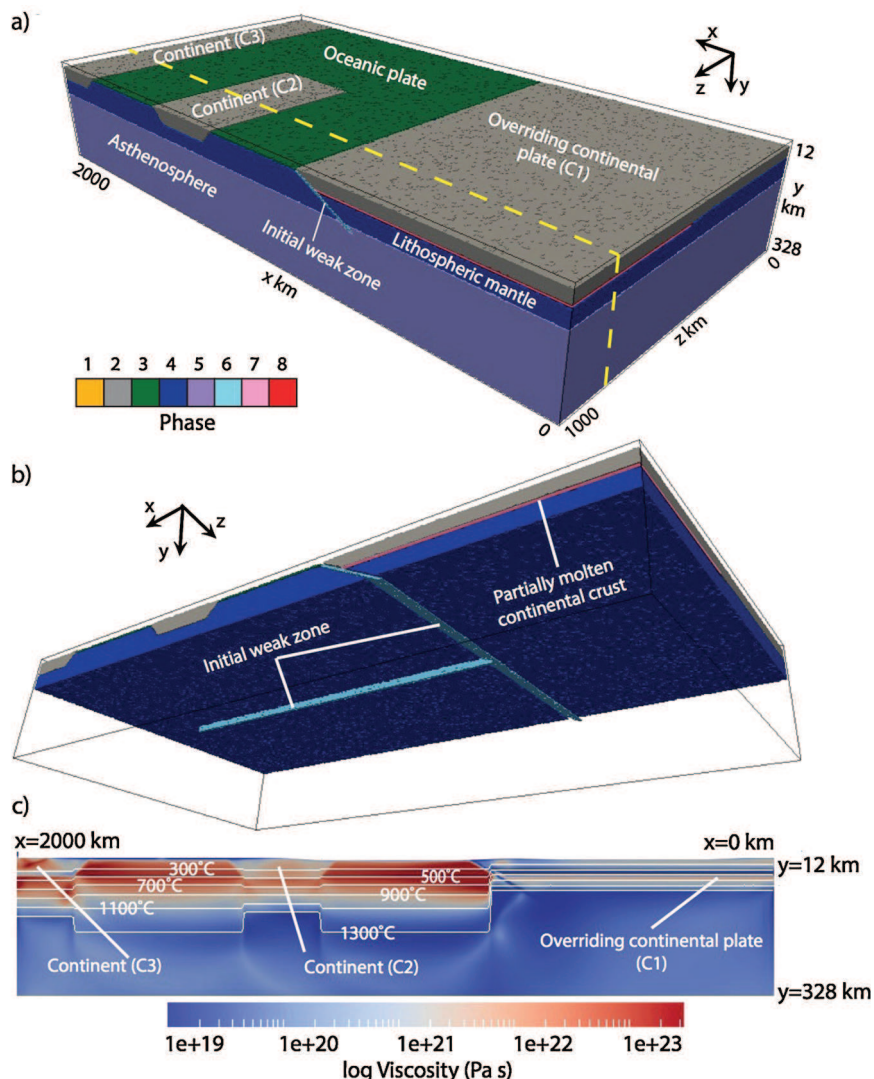 a)
Continent (C3)
Oceanic plate
x
z
y
Continent (C2)
Overriding continental
plate (C1)
12
y
km
328
0
Asthenosphere
2000
Initial weak zone
Lithospheric mantle
x km
z km
1 2 3 4 5 6 7 8
Phase
0
1000
b)
x
z
y
Partially molten
continental crust
Initial weak zone
c)
x=2000 km
x=0 km
300°C
500°C
y=12 km
700°C
900°C
1100°C
1300°C
Continent (C3)
Continent (C2)
Overriding continental plate
(C1)
y=328 km
1e+19 1e+20 1e+21 1e+22 1e+23
log Viscosity (Pa s)